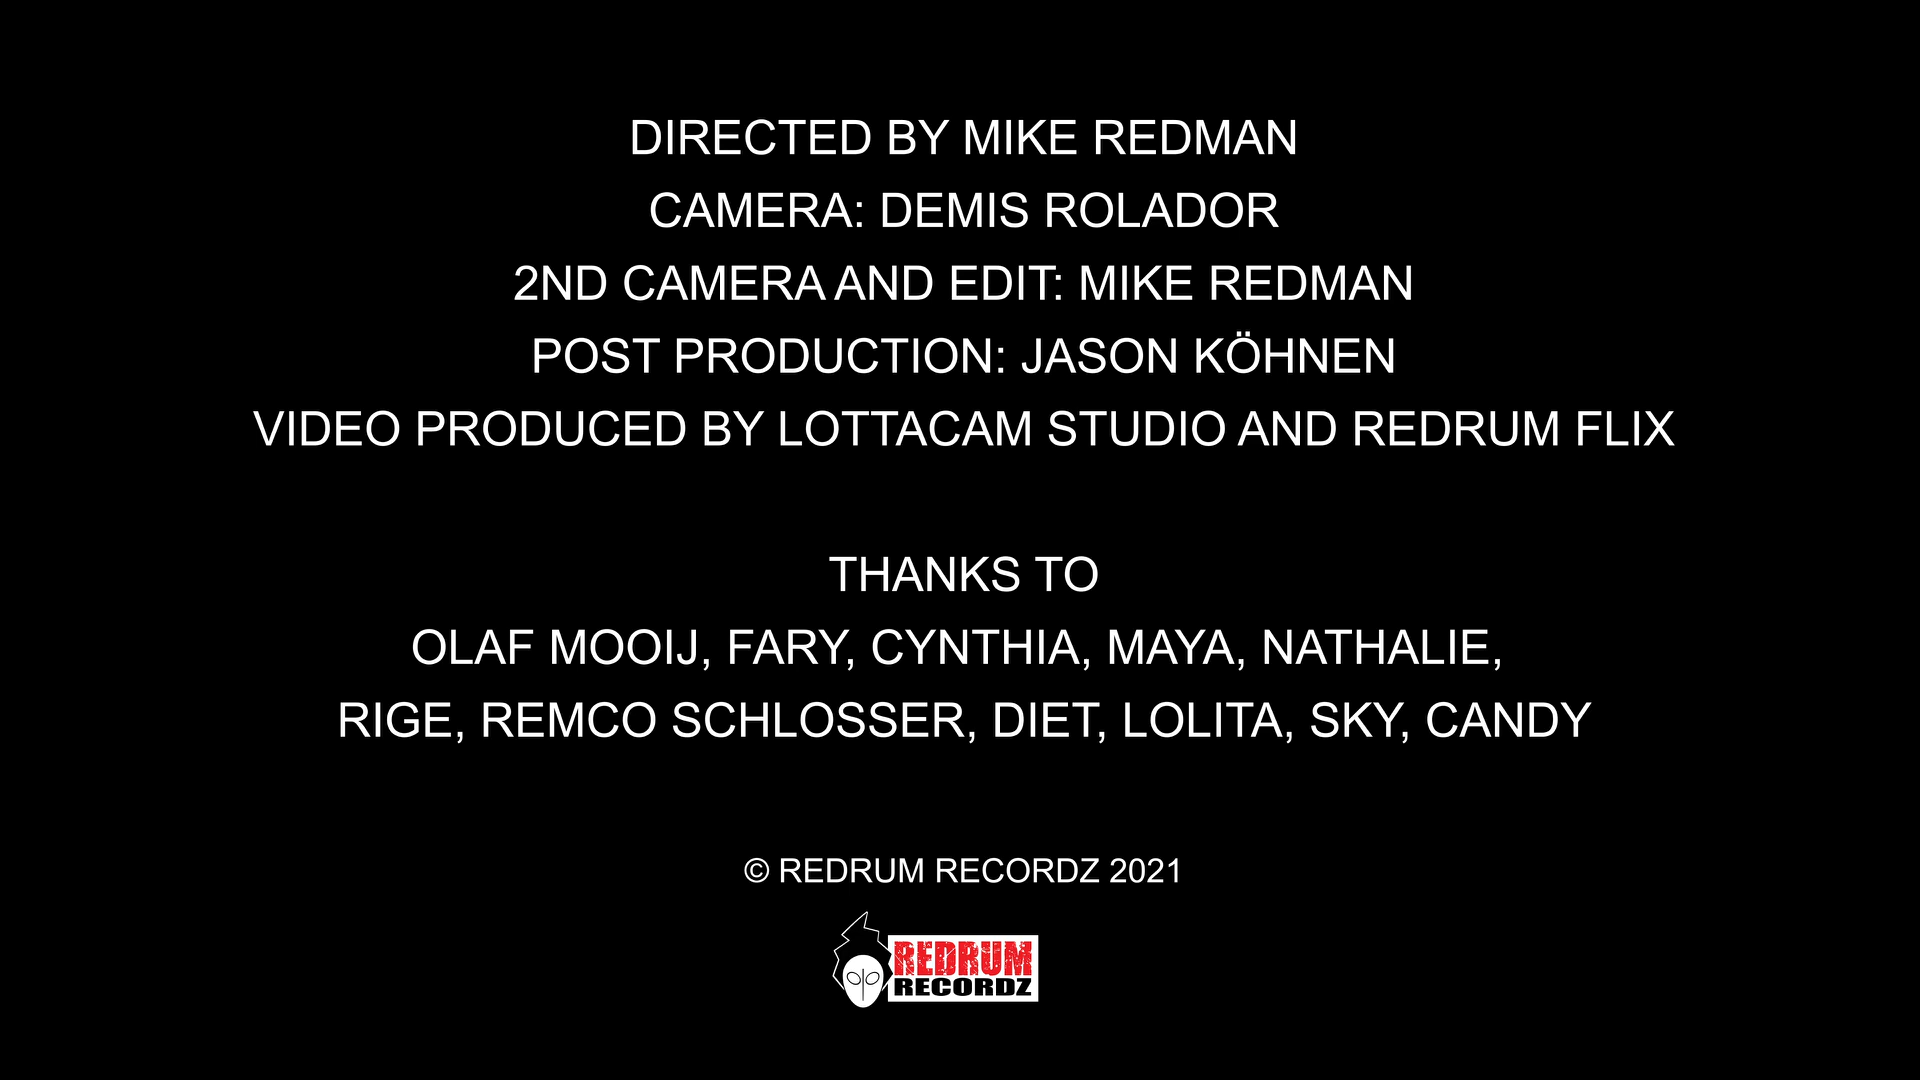 DIRECTED BY MIKE REDMAN
CAMERA: DEMIS ROLADOR
2ND CAMERA AND EDIT: MIKE REDMAN
POST PRODUCTION: JASON KÖHNEN
VIDEO PRODUCED BY LOTTACAM STUDIO AND REDRUM FLIX
THANKS TO
OLAF MOOIJ, FARY, CYNTHIA, MAYA, NATHALIE,
RIGE, REMCO SCHLOSSER, DIET, LOLITA, SKY, CANDY
© REDRUM RECORDZ 2021
REDRUM
RECORDZ